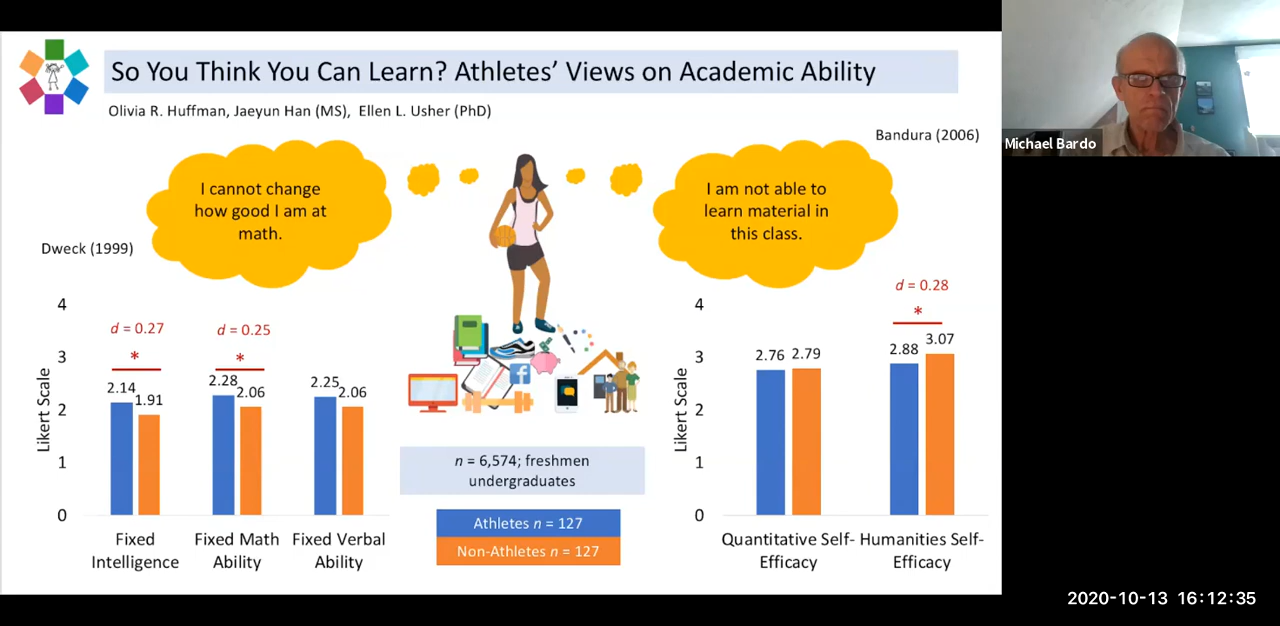 So You Think You Can Learn? Athletes’ Views on Academic Ability
Olivia R. Huffman, Jaeyun Han (MS), Ellen L. Usher (PhD)
Michael Bardo
Bandura (2006)
I cannot change
how good I am at
math.
I am not able to
learn material in
this class.
Dweck (1999)
4
3
2
1
0
Likert Scale
d = 0.27
*
d = 0.25
*
2.14
1.91
2.28
2.06
2.25
2.06
Fixed
Intelligence
Fixed Math
Ability
Fixed Verbal
Ability
f
n = 6,574; freshmen
undergraduates
Athletes n = 127
Non-Athletes n = 127
4
3
2
1
0
Likert Scale
d = 0.28
*
2.76
2.79
2.88
3.07
Quantitative Self-
Efficacy
Humanities Self-
Efficacy
2020-10-13 16:12:35